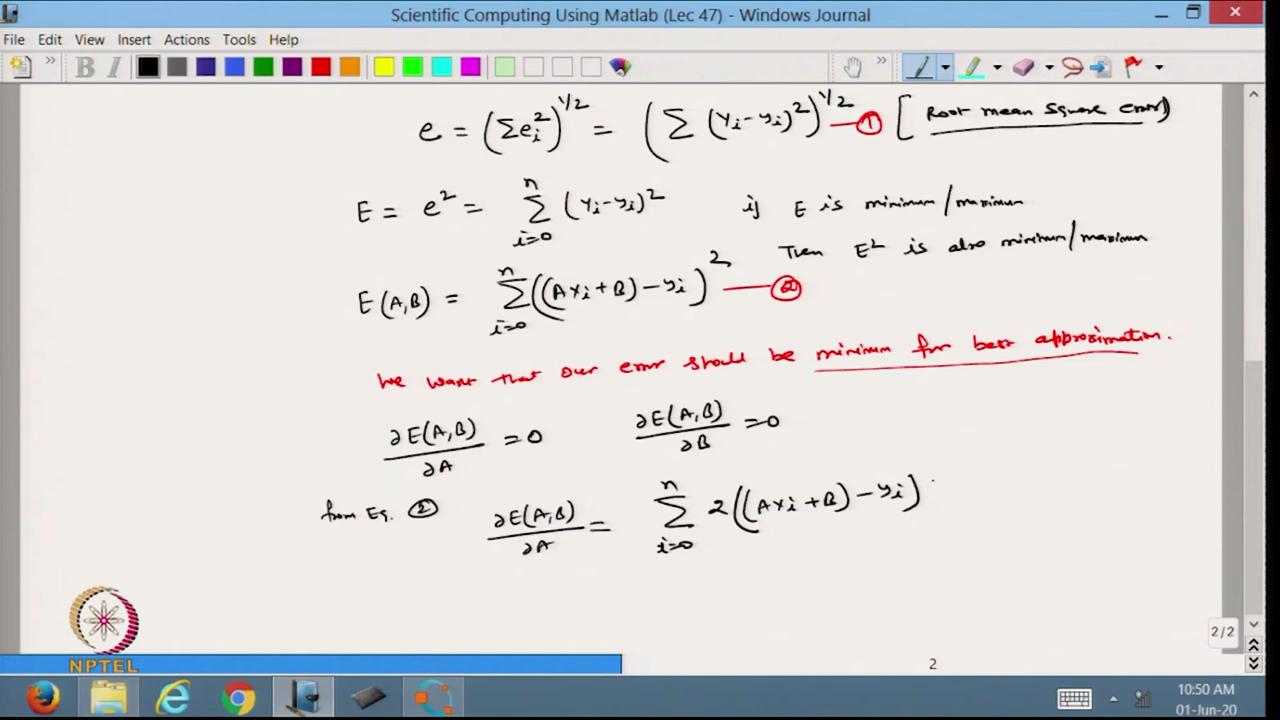 Scientific Computing Using Matlab (Lec 47) - Windows Journal
File Edit View Insert Actions Tools Help
e = (Σe_i^2)^{1/2} = (Σ (Y_i - y_i)^2)^{1/2} — ① [Root mean square error)
E = e^2 = Σ_{i=0}^{n} (Y_i - y_i)^2 if E is minimum/maximum
Then E^2 is also minimum/maximum
E(A,B) = Σ_{i=0}^{n} ((Ax_i + B) - y_i)^2 — ②
We want that our error should be minimum for best approximation.
∂E(A,B)/∂A = 0 ∂E(A,B)/∂B = 0
from Eq. ② ∂E(A,B)/∂A = Σ_{i=0}^{n} 2((Ax_i + B) - y_i)
2/2
NPTEL
2
10:50 AM
01-Jun-20